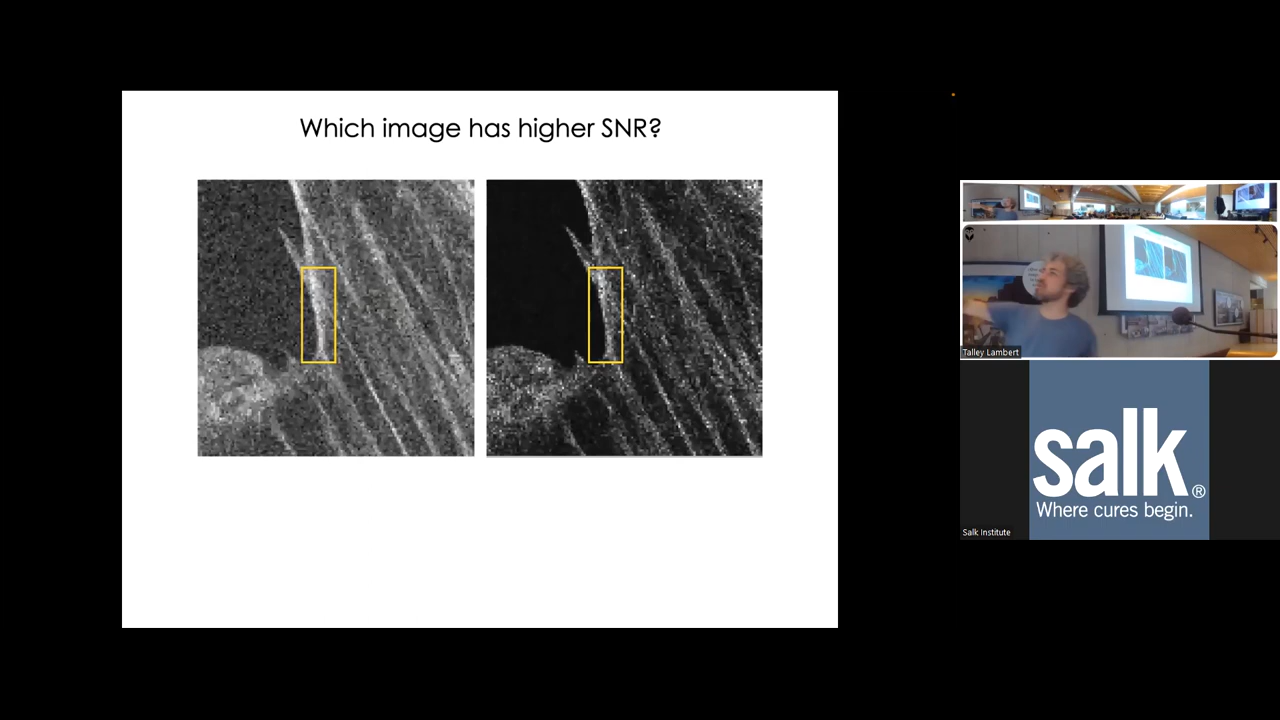 Which image has higher SNR?
Talley Lambert
salk®
Where cures begin.
Salk Institute